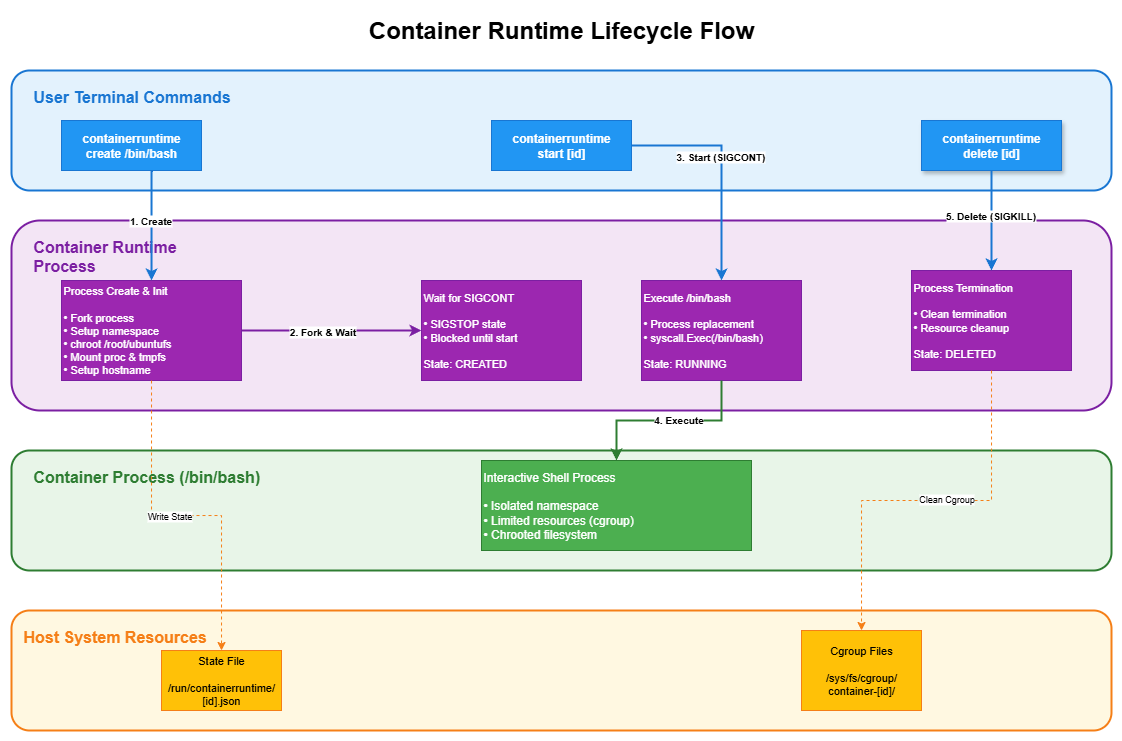 Container Runtime Lifecycle Flow
User Terminal Commands
containerruntime
create /bin/bash
containerruntime
start [id]
containerruntime
delete [id]
3. Start (SIGCONT)
1. Create
5. Delete (SIGKILL)
Container Runtime
Process
Process Create & Init
• Fork process
• Setup namespace
• chroot /root/ubuntufs
• Mount proc & tmpfs
• Setup hostname
2. Fork & Wait
Wait for SIGCONT
• SIGSTOP state
• Blocked until start
State: CREATED
Execute /bin/bash
• Process replacement
• syscall.Exec(/bin/bash)
State: RUNNING
Process Termination
• Clean termination
• Resource cleanup
State: DELETED
4. Execute
Container Process (/bin/bash)
Interactive Shell Process
• Isolated namespace
• Limited resources (cgroup)
• Chrooted filesystem
Write State
Clean Cgroup
Host System Resources
State File
/run/containerruntime/
[id].json
Cgroup Files
/sys/fs/cgroup/
container-[id]/